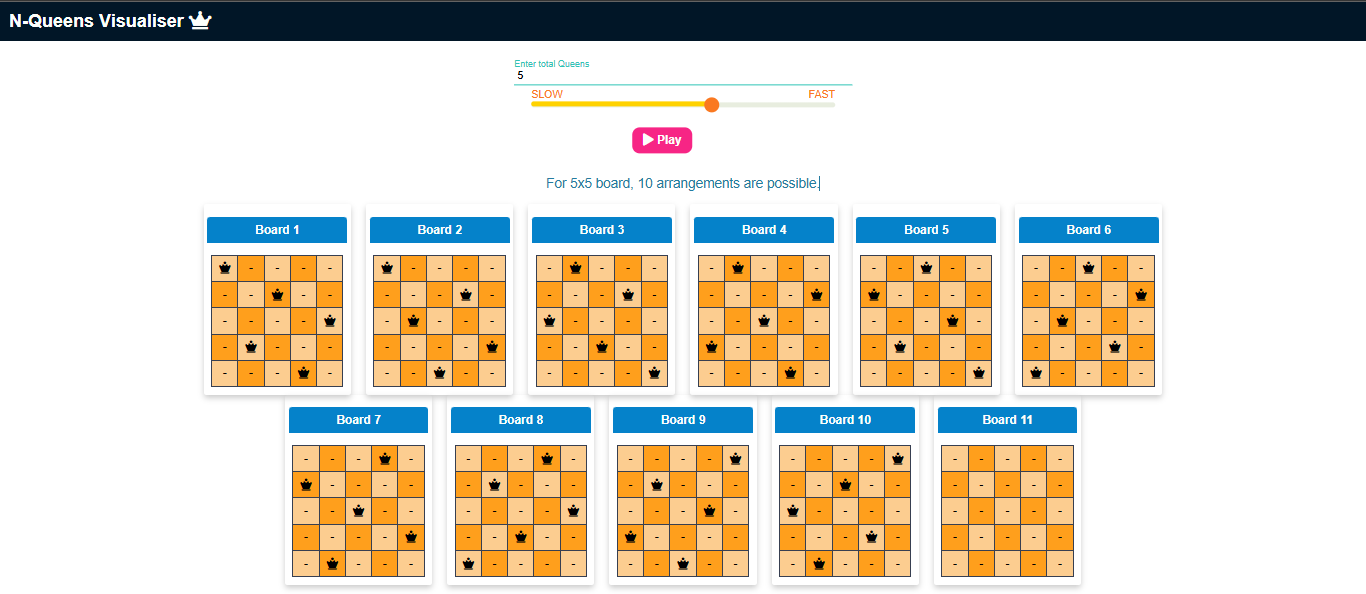 N-Queens Visualiser
Enter total Queens
5
SLOW FAST
Play
For 5x5 board, 10 arrangements are possible.
Board 1 Board 2 Board 3 Board 4 Board 5 Board 6
- - - - - - - - - - - - - - - - - - - - - - - -
- - - - - - - - - - - - - - - - - - - - - - - -
- - - - - - - - - - - - - - - - - - - - - - - -
- - - - - - - - - - - - - - - - - - - - - - - -
- - - - - - - - - - - - - - - - - - - - - - - -
Board 7 Board 8 Board 9 Board 10 Board 11
- - - - - - - - - - - - - - - - - - - - -
- - - - - - - - - - - - - - - - - - - - -
- - - - - - - - - - - - - - - - - - - - -
- - - - - - - - - - - - - - - - - - - - -
- - - - - - - - - - - - - - - - - - - - -